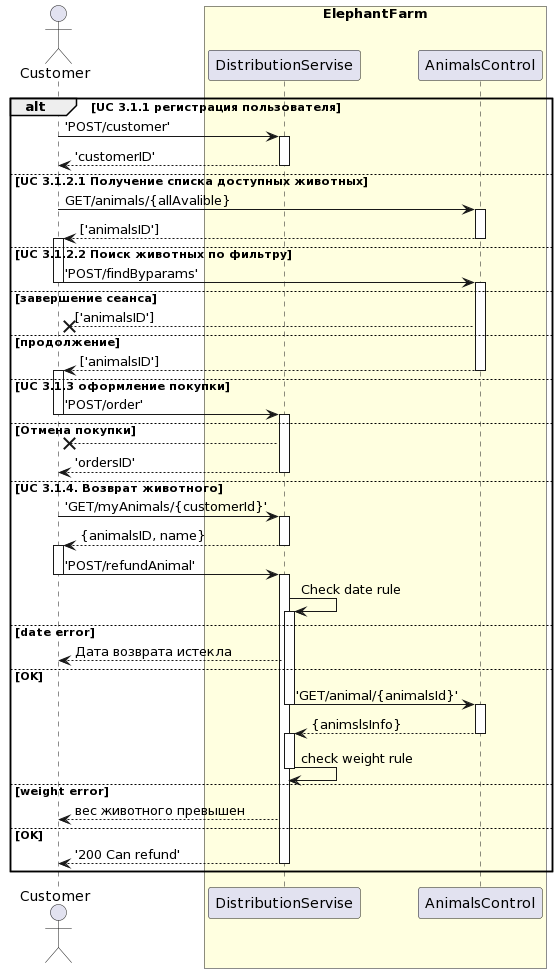 ElephantFarm
Customer
DistributionServise
AnimalsControl
alt
[UC 3.1.1 регистрация пользователя]
'POST/customer'
'customerID'
[UC 3.1.2.1 Получение списка доступных животных]
GET/animals/{allAvalible}
['animalsID']
[UC 3.1.2.2 Поиск животных по фильтру]
'POST/findByparams'
[завершение сеанса]
['animalsID']
[продолжение]
['animalsID']
[UC 3.1.3 оформление покупки]
'POST/order'
[Отмена покупки]
'ordersID'
[UC 3.1.4. Возврат животного]
'GET/myAnimals/{customerId}'
{animalsID, name}
'POST/refundAnimal'
Check date rule
[date error]
Дата возврата истекла
[OK]
'GET/animal/{animalsId}'
{animslsInfo}
check weight rule
[weight error]
вес животного превышен
[OK]
'200 Can refund'
Customer
DistributionServise
AnimalsControl